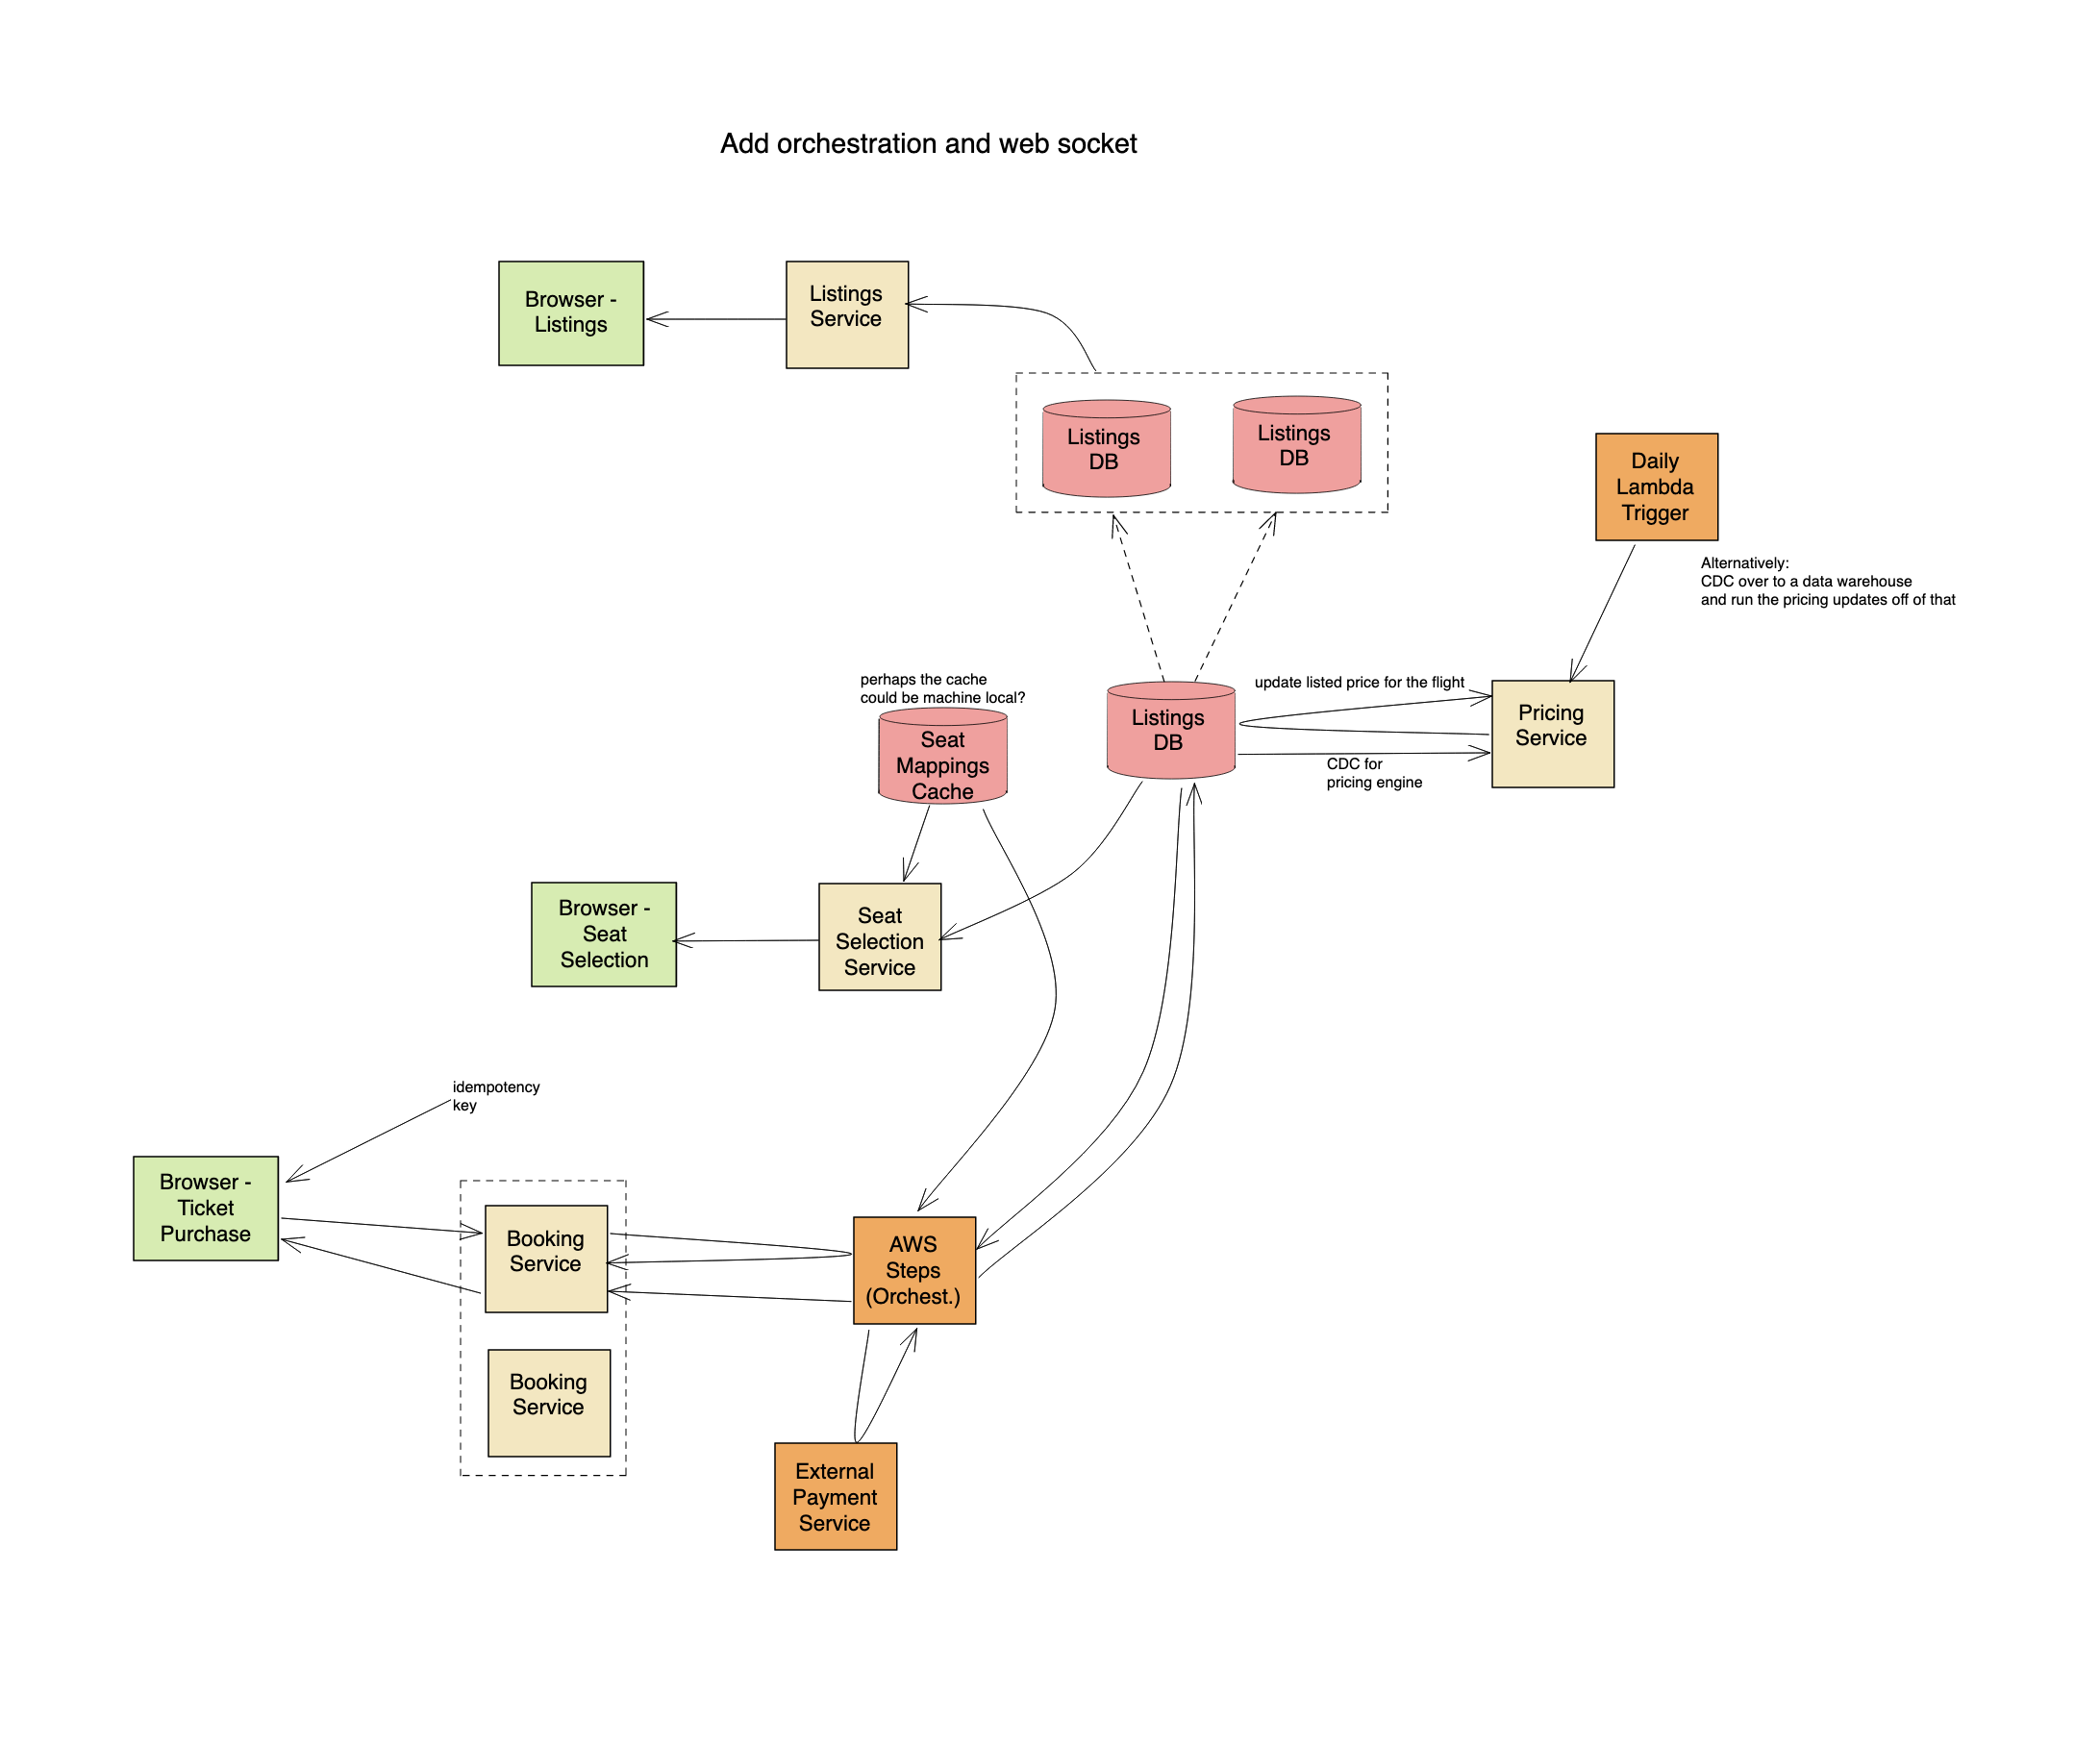 Add orchestration and web socket
Browser -
Listings
Listings
Service
Listings
DB
Listings
DB
Daily
Lambda
Trigger
Alternatively:
CDC over to a data warehouse
and run the pricing updates off of that
perhaps the cache
could be machine local?
Seat
Mappings
Cache
Listings
DB
update listed price for the flight
CDC for
pricing engine
Pricing
Service
Browser -
Seat
Selection
Seat
Selection
Service
idempotency
key
Browser -
Ticket
Purchase
Booking
Service
Booking
Service
AWS
Steps
(Orchest.)
External
Payment
Service